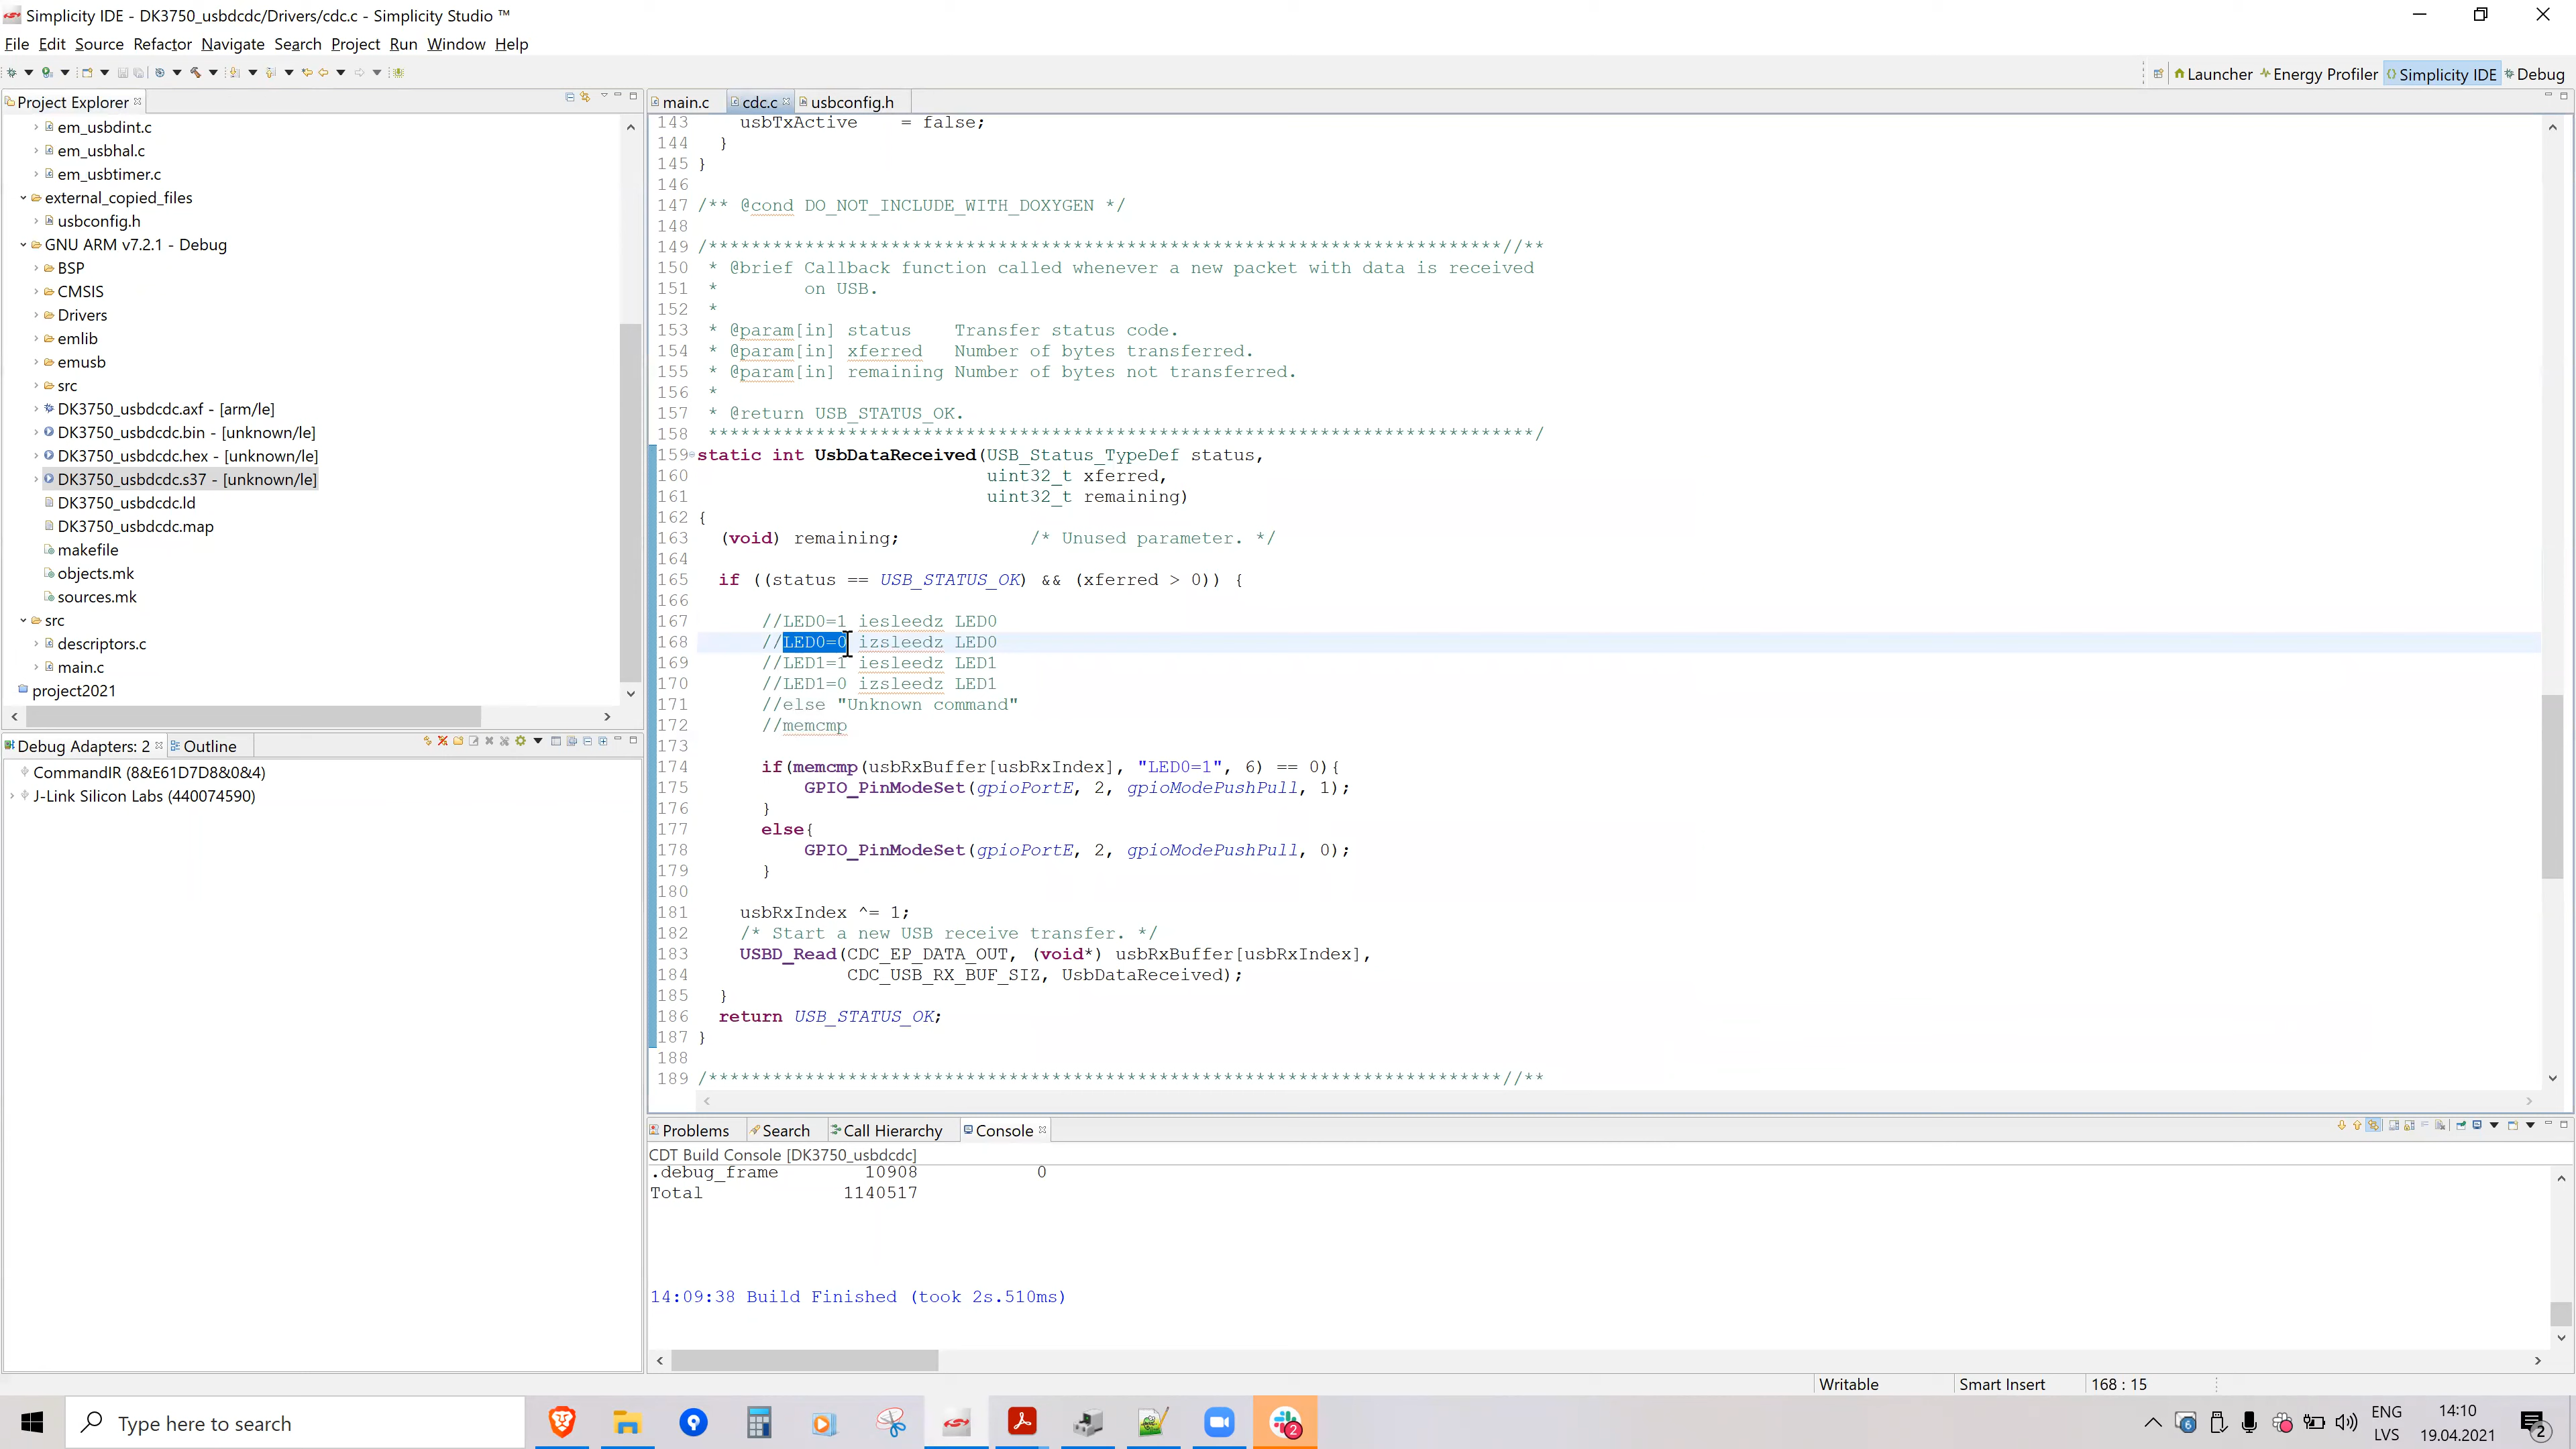 Simplicity IDE - DK3750_usbdcdc/Drivers/cdc.c - Simplicity Studio ™
File Edit Source Refactor Navigate Search Project Run Window Help
Launcher Energy Profiler Simplicity IDE Debug
Project Explorer
em_usbdint.c
em_usbhal.c
em_usbtimer.c
external_copied_files
usbconfig.h
GNU ARM v7.2.1 - Debug
BSP
CMSIS
Drivers
emlib
emusb
src
DK3750_usbdcdc.axf - [arm/le]
DK3750_usbdcdc.bin - [unknown/le]
DK3750_usbdcdc.hex - [unknown/le]
DK3750_usbdcdc.s37 - [unknown/le]
DK3750_usbdcdc.ld
DK3750_usbdcdc.map
makefile
objects.mk
sources.mk
src
descriptors.c
main.c
project2021
Debug Adapters: 2 Outline
CommandIR (8&E61D7D8&0&4)
J-Link Silicon Labs (440074590)
main.c cdc.c usbconfig.h
143 usbTxActive = false;
144 }
145 }
146
147 /** @cond DO_NOT_INCLUDE_WITH_DOXYGEN */
148
149 /**************************************************************************//**
150 * @brief Callback function called whenever a new packet with data is received
151 * on USB.
152 *
153 * @param[in] status Transfer status code.
154 * @param[in] xferred Number of bytes transferred.
155 * @param[in] remaining Number of bytes not transferred.
156 *
157 * @return USB_STATUS_OK.
158 *****************************************************************************/
159 static int UsbDataReceived(USB_Status_TypeDef status,
160 uint32_t xferred,
161 uint32_t remaining)
162 {
163 (void) remaining; /* Unused parameter. */
164
165 if ((status == USB_STATUS_OK) && (xferred > 0)) {
166
167 //LED0=1 iesleedz LED0
168 //LED0=0 izsleedz LED0
169 //LED1=1 iesleedz LED1
170 //LED1=0 izsleedz LED1
171 //else "Unknown command"
172 //memcmp
173
174 if(memcmp(usbRxBuffer[usbRxIndex], "LED0=1", 6) == 0){
175 GPIO_PinModeSet(gpioPortE, 2, gpioModePushPull, 1);
176 }
177 else{
178 GPIO_PinModeSet(gpioPortE, 2, gpioModePushPull, 0);
179 }
180
181 usbRxIndex ^= 1;
182 /* Start a new USB receive transfer. */
183 USBD_Read(CDC_EP_DATA_OUT, (void*) usbRxBuffer[usbRxIndex],
184 CDC_USB_RX_BUF_SIZ, UsbDataReceived);
185 }
186 return USB_STATUS_OK;
187 }
188
189 /**************************************************************************//**
Problems Search Call Hierarchy Console
CDT Build Console [DK3750_usbdcdc]
.debug_frame 10908 0
Total 1140517
14:09:38 Build Finished (took 2s.510ms)
Writable Smart Insert 168 : 15
Type here to search
2
6
ENG
LVS
14:10
19.04.2021
2